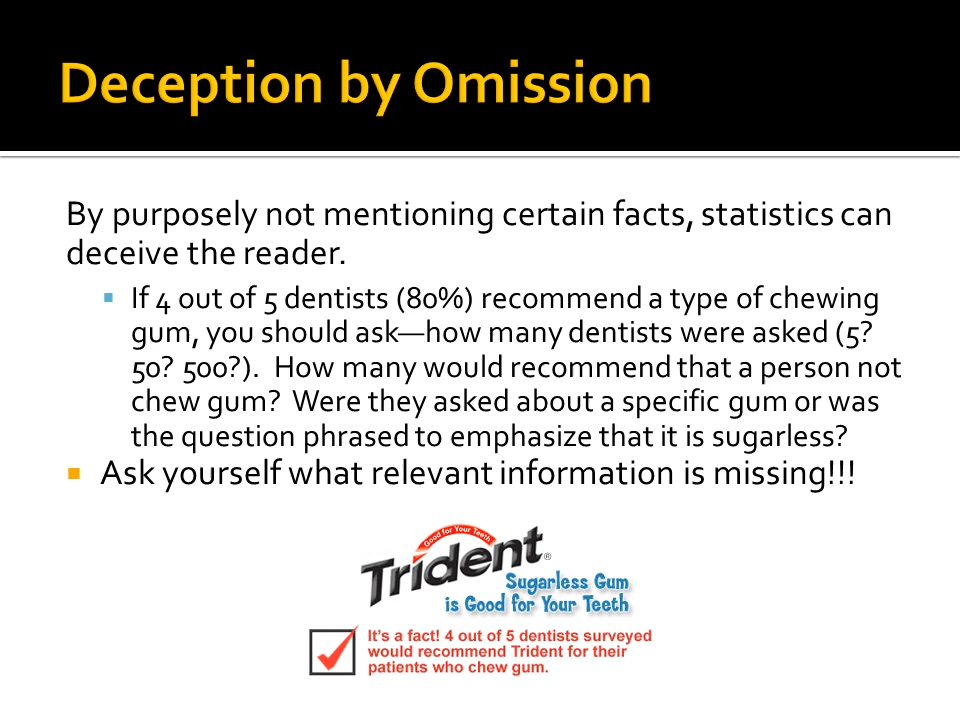 Deception by Omission
By purposely not mentioning certain facts, statistics can
deceive the reader.
▪ If 4 out of 5 dentists (80%) recommend a type of chewing
gum, you should ask—how many dentists were asked (5?
50? 500?).  How many would recommend that a person not
chew gum?  Were they asked about a specific gum or was
the question phrased to emphasize that it is sugarless?
▪ Ask yourself what relevant information is missing!!!
Good for Your Teeth
Trident®
Sugarless Gum
is Good for Your Teeth
It's a fact! 4 out of 5 dentists surveyed
would recommend Trident for their
patients who chew gum.